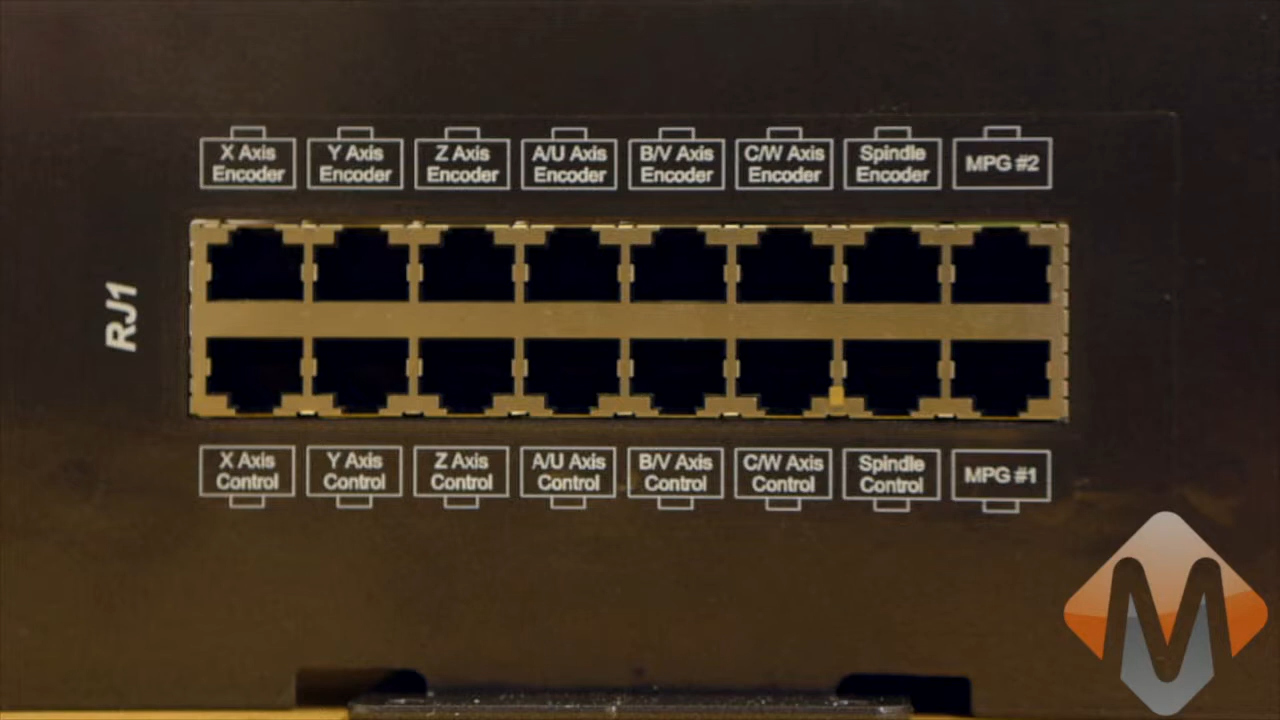 X Axis
Encoder
Y Axis
Encoder
Z Axis
Encoder
A/U Axis
Encoder
B/V Axis
Encoder
C/W Axis
Encoder
Spindle
Encoder
MPG #2
RJ1
X Axis
Control
Y Axis
Control
Z Axis
Control
A/U Axis
Control
B/V Axis
Control
C/W Axis
Control
Spindle
Control
MPG #1
M